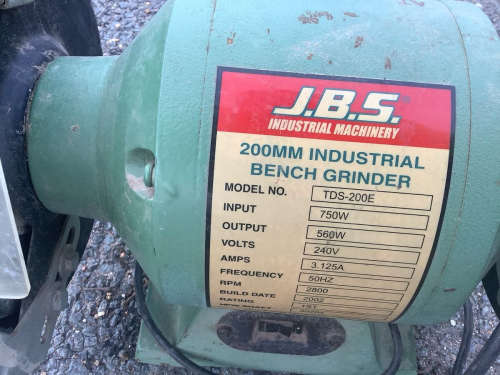 J.B.S.
INDUSTRIAL MACHINERY
200MM INDUSTRIAL
BENCH GRINDER
MODEL NO. TDS-200E
INPUT 750W
OUTPUT 560W
VOLTS 240V
AMPS 3.125A
FREQUENCY 50HZ
RPM 2800
BUILD DATE 2002
RATING